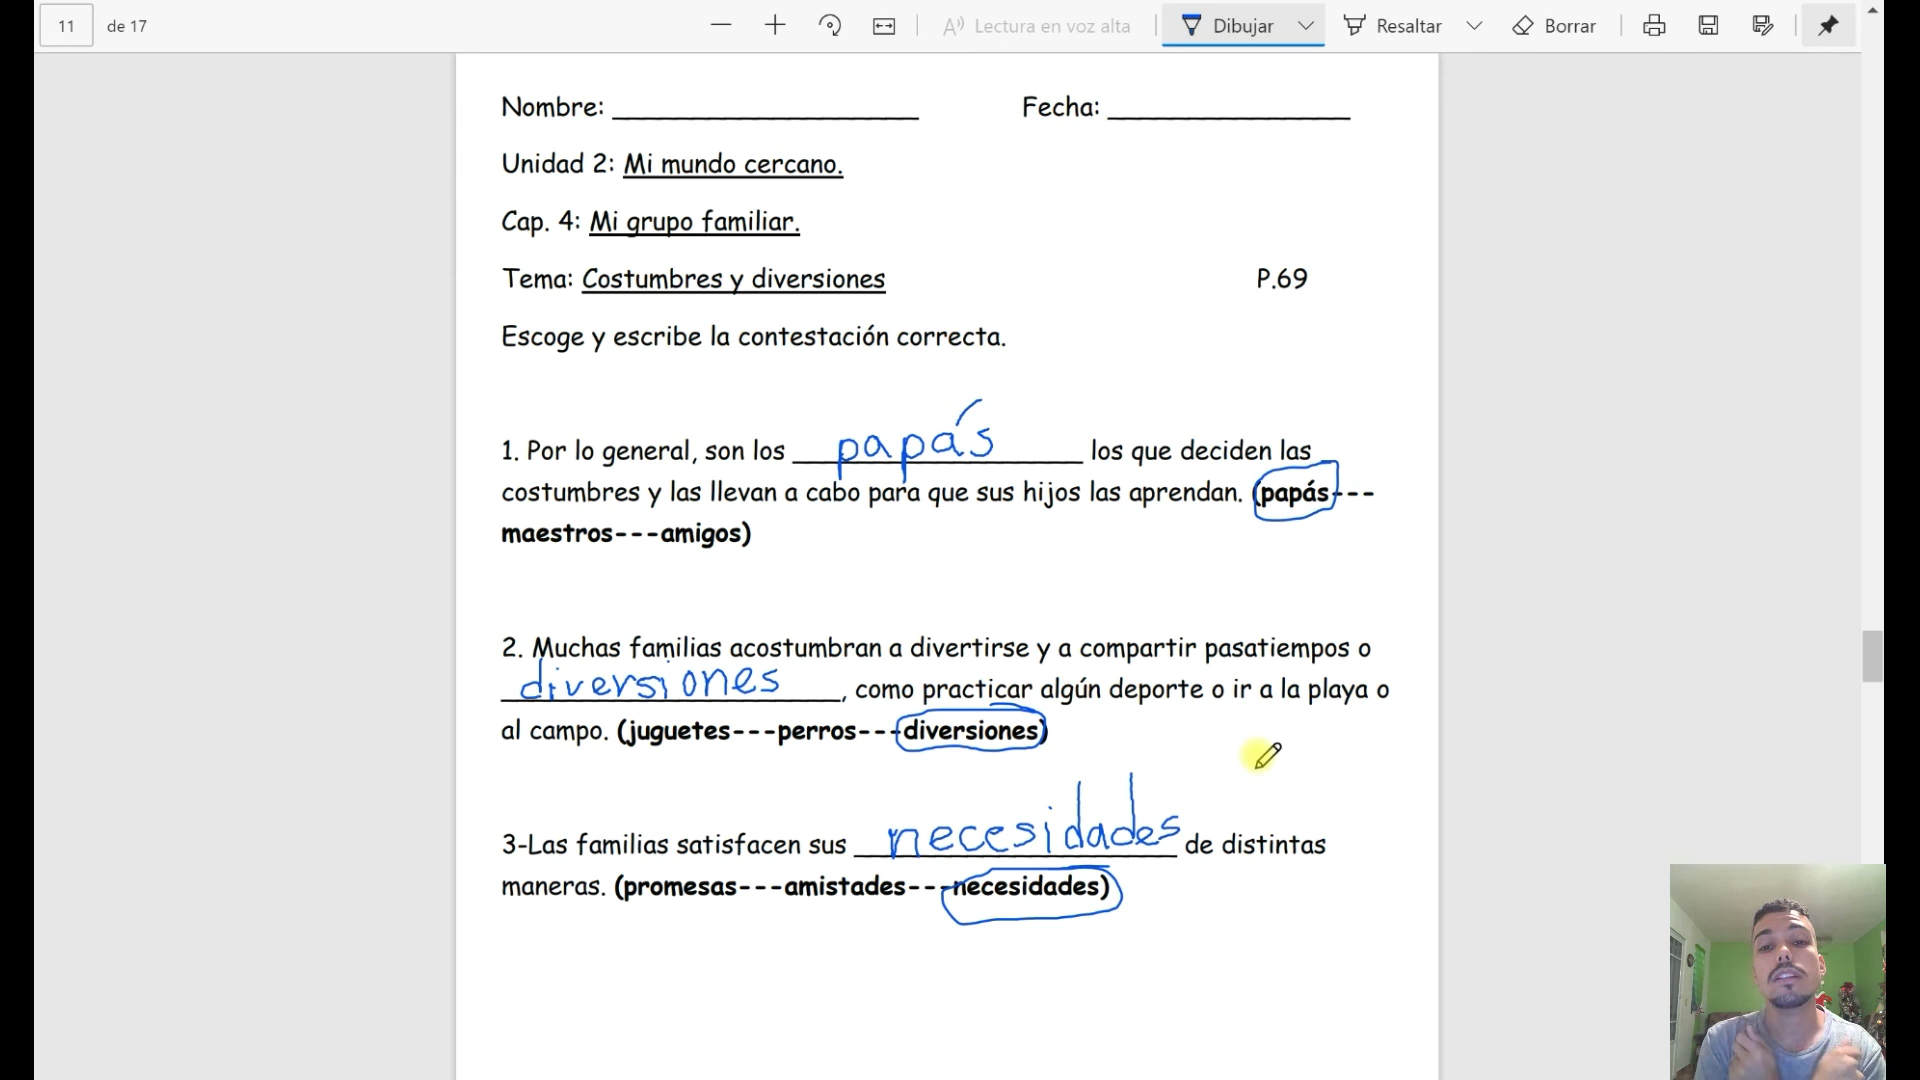 11 de 17 Lectura en voz alta Dibujar Resaltar Borrar
Nombre: ____________________ Fecha: ________________
Unidad 2: Mi mundo cercano.
Cap. 4: Mi grupo familiar.
Tema: Costumbres y diversiones P.69
Escoge y escribe la contestación correcta.
1. Por lo general, son los papás los que deciden las
costumbres y las llevan a cabo para que sus hijos las aprendan. (papás---
maestros---amigos)
2. Muchas familias acostumbran a divertirse y a compartir pasatiempos o
diversiones, como practicar algún deporte o ir a la playa o
al campo. (juguetes---perros---diversiones)
3-Las familias satisfacen sus necesidades de distintas
maneras. (promesas---amistades---necesidades)